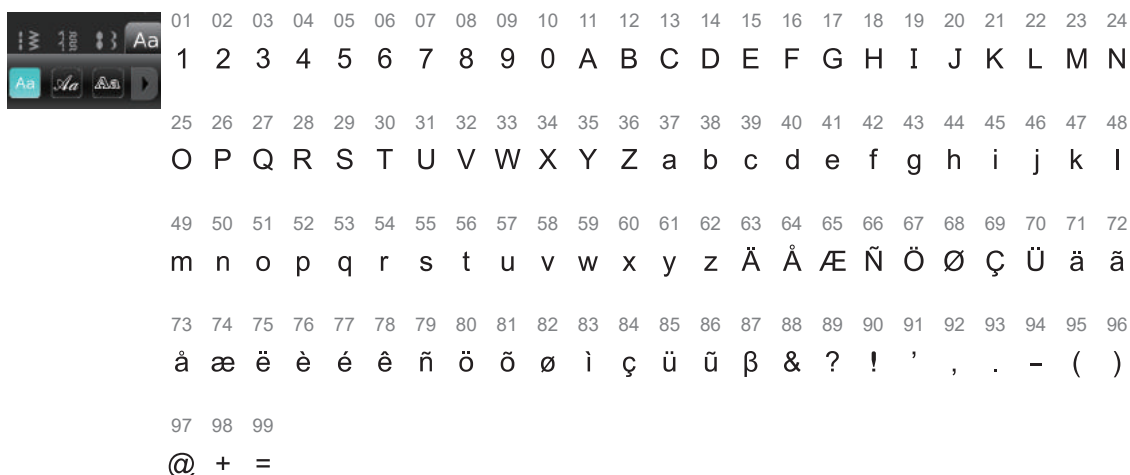 Aa
Aa Aa Aa
01 02 03 04 05 06 07 08 09 10 11 12 13 14 15 16 17 18 19 20 21 22 23 24
1 2 3 4 5 6 7 8 9 0 A B C D E F G H I J K L M N
25 26 27 28 29 30 31 32 33 34 35 36 37 38 39 40 41 42 43 44 45 46 47 48
O P Q R S T U V W X Y Z a b c d e f g h i j k l
49 50 51 52 53 54 55 56 57 58 59 60 61 62 63 64 65 66 67 68 69 70 71 72
m n o p q r s t u v w x y z Ä Å Æ Ñ Ö Ø Ç Ü ä ã
73 74 75 76 77 78 79 80 81 82 83 84 85 86 87 88 89 90 91 92 93 94 95 96
å æ ë è é ê ñ ö õ ø ì ç ü ũ β & ? ! ’ , . – ( )
97 98 99
@ + =